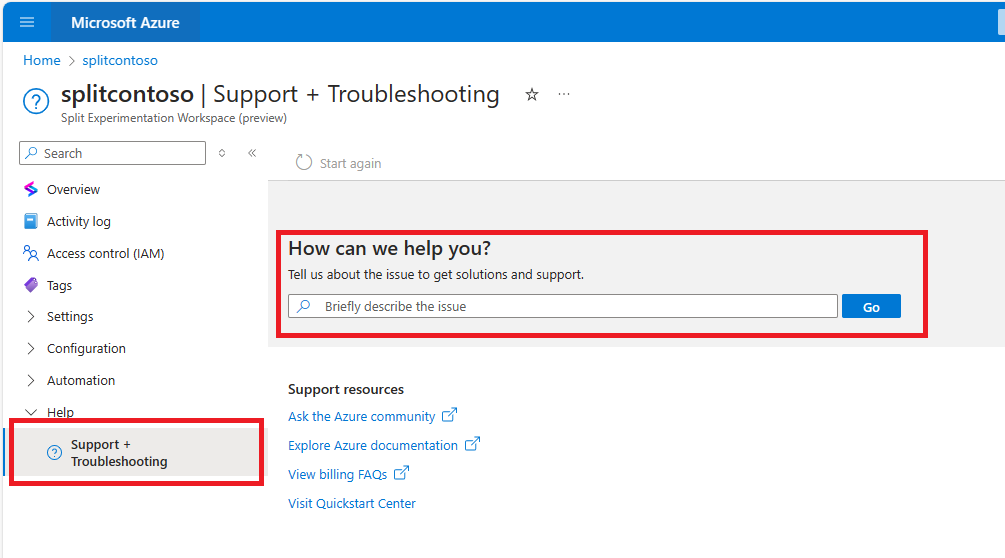 Microsoft Azure
Home > splitcontoso
splitcontoso | Support + Troubleshooting
Split Experimentation Workspace (preview)
Search
Start again
Overview
Activity log
Access control (IAM)
Tags
Settings
Configuration
Automation
Help
Support +
Troubleshooting
How can we help you?
Tell us about the issue to get solutions and support.
Briefly describe the issue
Go
Support resources
Ask the Azure community
Explore Azure documentation
View billing FAQs
Visit Quickstart Center